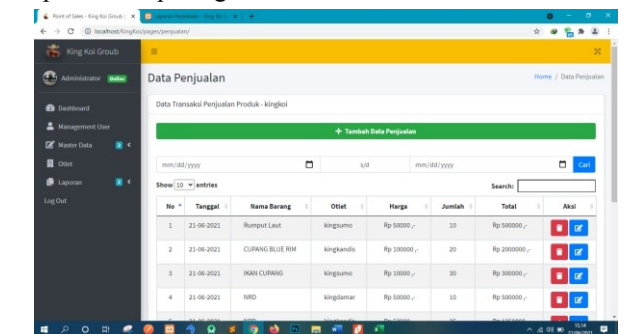 Point of Sales - King Koi Groub
Laporan Penjualan - King Koi G
localhost/KingKoi/pages/penjualan/
King Koi Groub
Administrator Online
Data Penjualan
Home / Data Penjualan
Dashboard
Management User
Master Data
Otlet
Laporan
Log Out
Data Transaksi Penjualan Produk - kingkoi
+ Tambah Data Penjualan
mm/dd/yyyy s/d mm/dd/yyyy Cari
Show 10 entries Search:
No Tanggal Nama Barang Otlet Harga Jumlah Total Aksi
1 21-06-2021 Rumput Laut kingsumo Rp 50000 ,- 10 Rp 500000 ,-
2 21-06-2021 CUPANG BLUE RIM kingkandis Rp 100000 ,- 20 Rp 2000000 ,-
3 21-06-2021 IKAN CUPANG kingsumo Rp 10000 ,- 30 Rp 300000 ,-
4 21-06-2021 NRD kingdamar Rp 50000 ,- 10 Rp 500000 ,-
15.14
21/06/2021